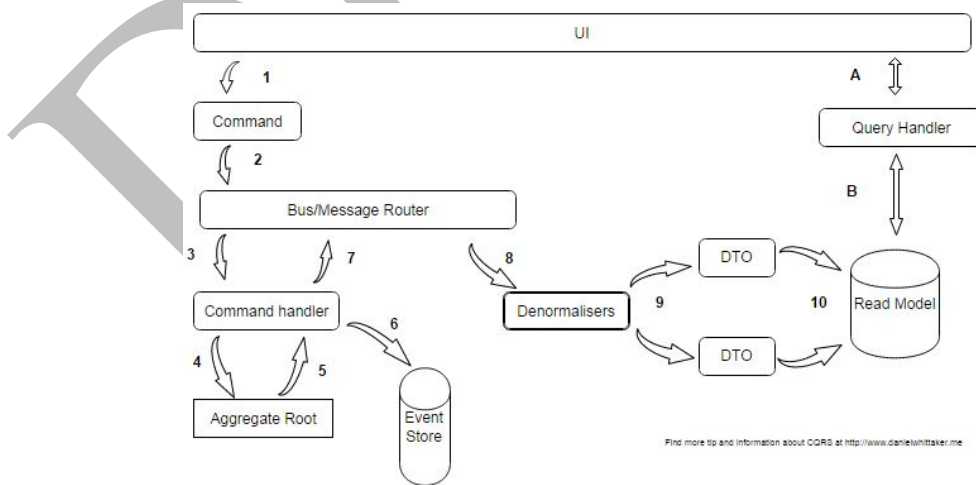 UI
1
A
Command
Query Handler
2
B
Bus/Message Router
3
7
8
DTO
Command handler
6
Denormalisers
9
10
Read Model
4
5
DTO
Aggregate Root
Event
Store
Find more tip and information about CQRS at http://www.danielwhittaker.me